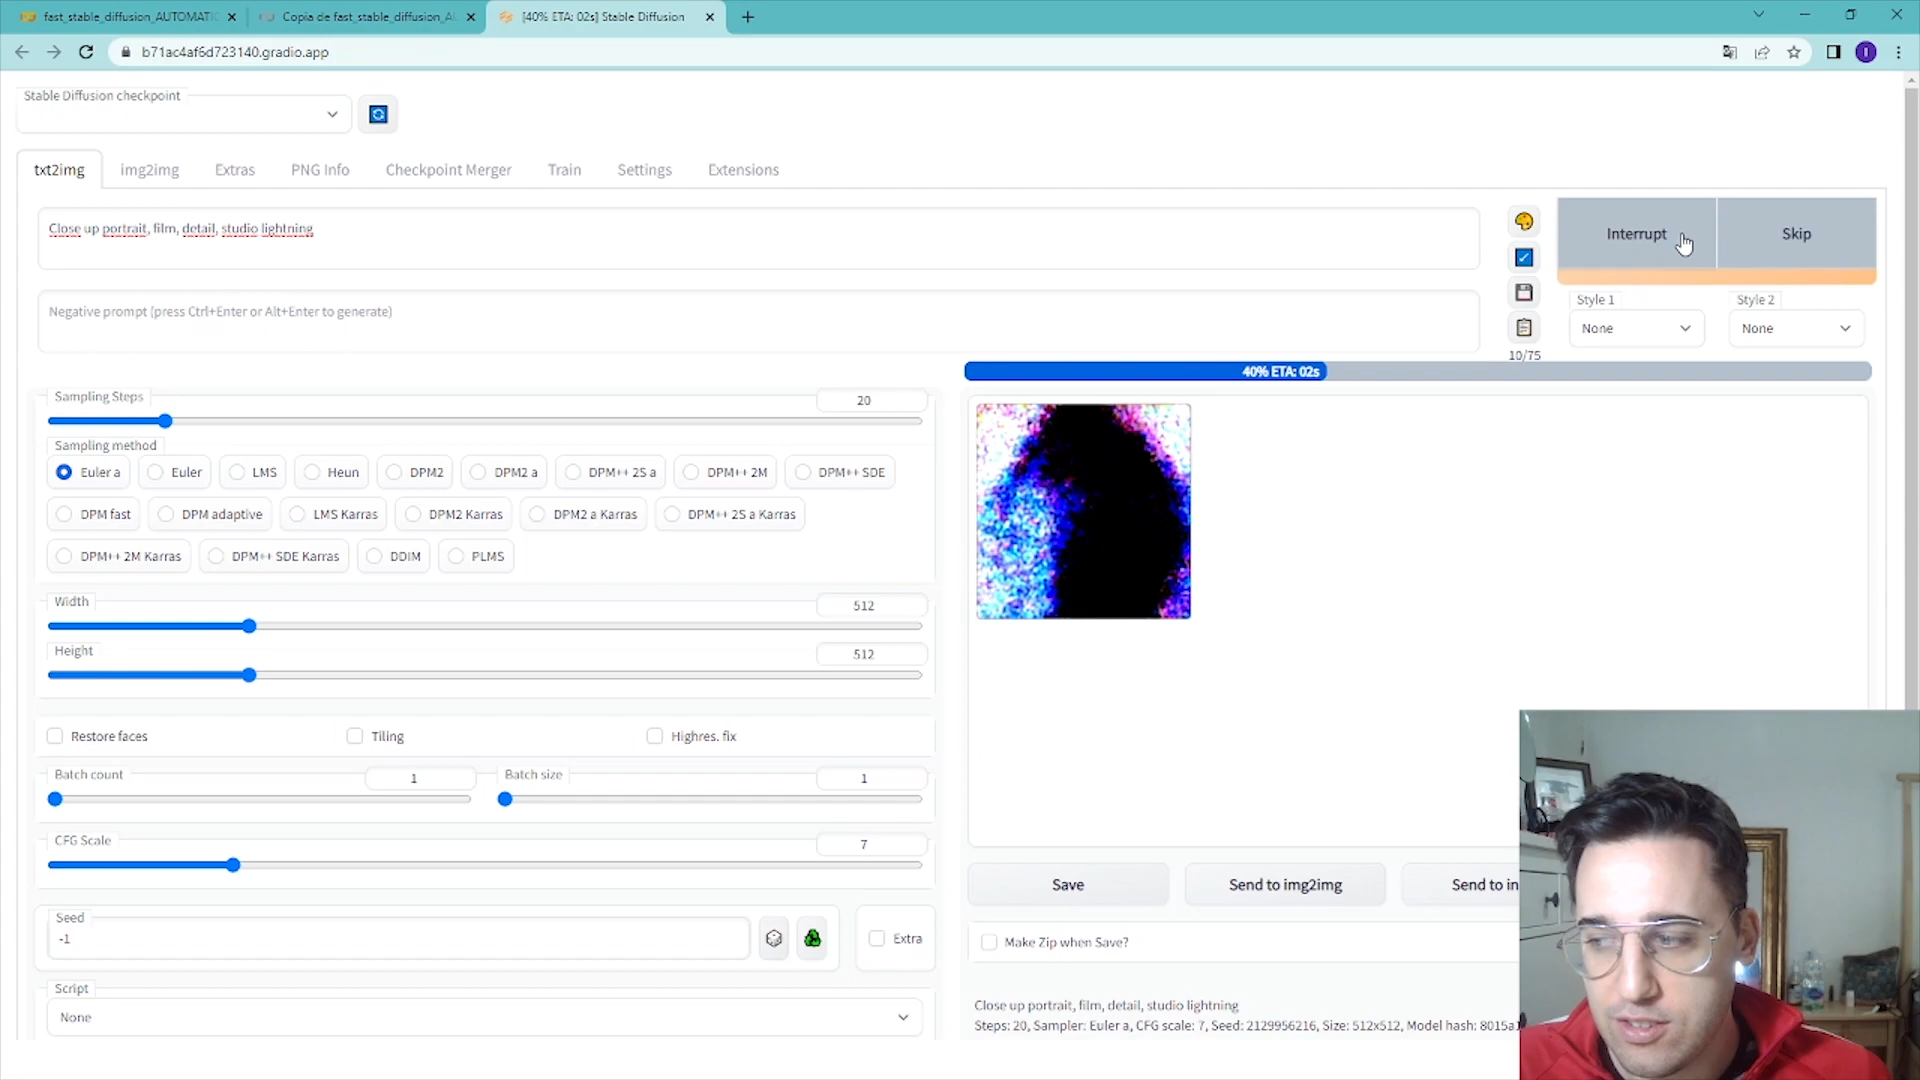 fast_stable_diffusion_AUTOMATI
Copia de fast_stable_diffusion_AU
[40% ETA: 02s] Stable Diffusion
b71ac4af6d723140.gradio.app
I
Stable Diffusion checkpoint
txt2img
img2img
Extras
PNG Info
Checkpoint Merger
Train
Settings
Extensions
Close up portrait, film, detail, studio lightning
Negative prompt (press Ctrl+Enter or Alt+Enter to generate)
Interrupt
Skip
Style 1
Style 2
None
None
10/75
40% ETA: 02s
Sampling Steps
20
Sampling method
Euler a
Euler
LMS
Heun
DPM2
DPM2 a
DPM++ 2S a
DPM++ 2M
DPM++ SDE
DPM fast
DPM adaptive
LMS Karras
DPM2 Karras
DPM2 a Karras
DPM++ 2S a Karras
DPM++ 2M Karras
DPM++ SDE Karras
DDIM
PLMS
Width
512
Height
512
Restore faces
Tiling
Highres. fix
Batch count
1
Batch size
1
CFG Scale
7
Seed
-1
Extra
Script
None
Save
Send to img2img
Send to in
Make Zip when Save?
Close up portrait, film, detail, studio lightning
Steps: 20, Sampler: Euler a, CFG scale: 7, Seed: 2129956216, Size: 512x512, Model hash: 8015a1